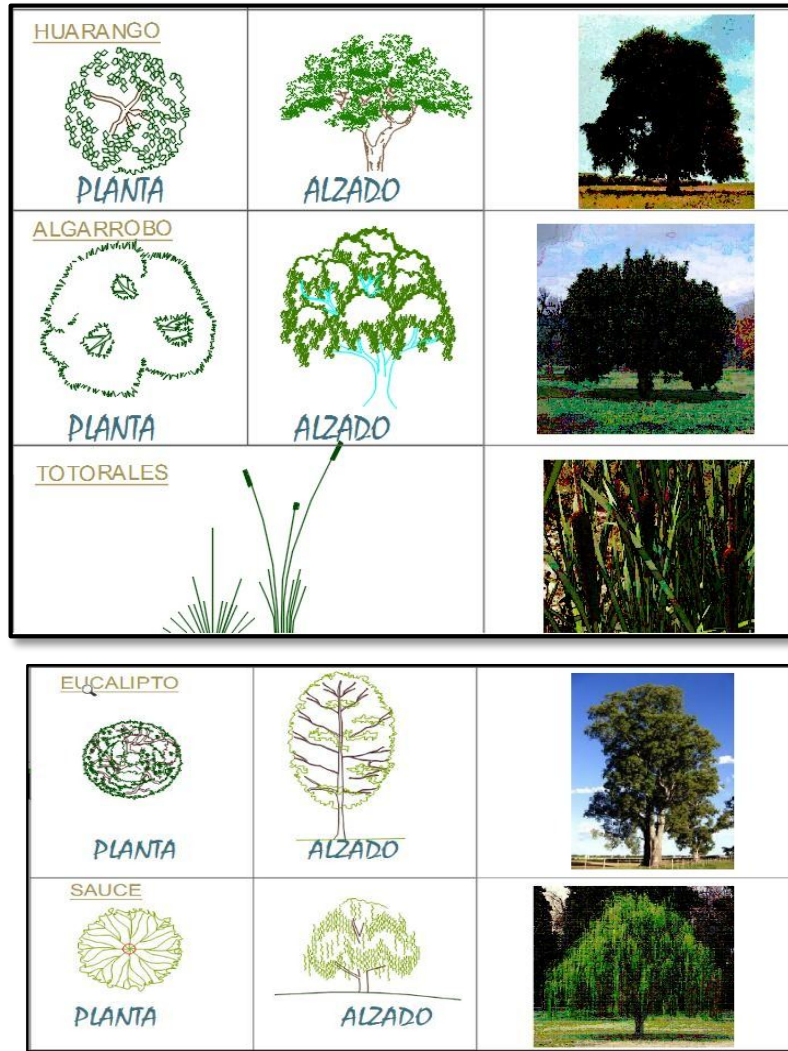 HUARANGO
PLANTA
ALZADO
ALGARROBO
PLANTA
ALZADO
TOTORALES
EUCALIPTO
PLANTA
ALZADO
SAUCE
PLANTA
ALZADO